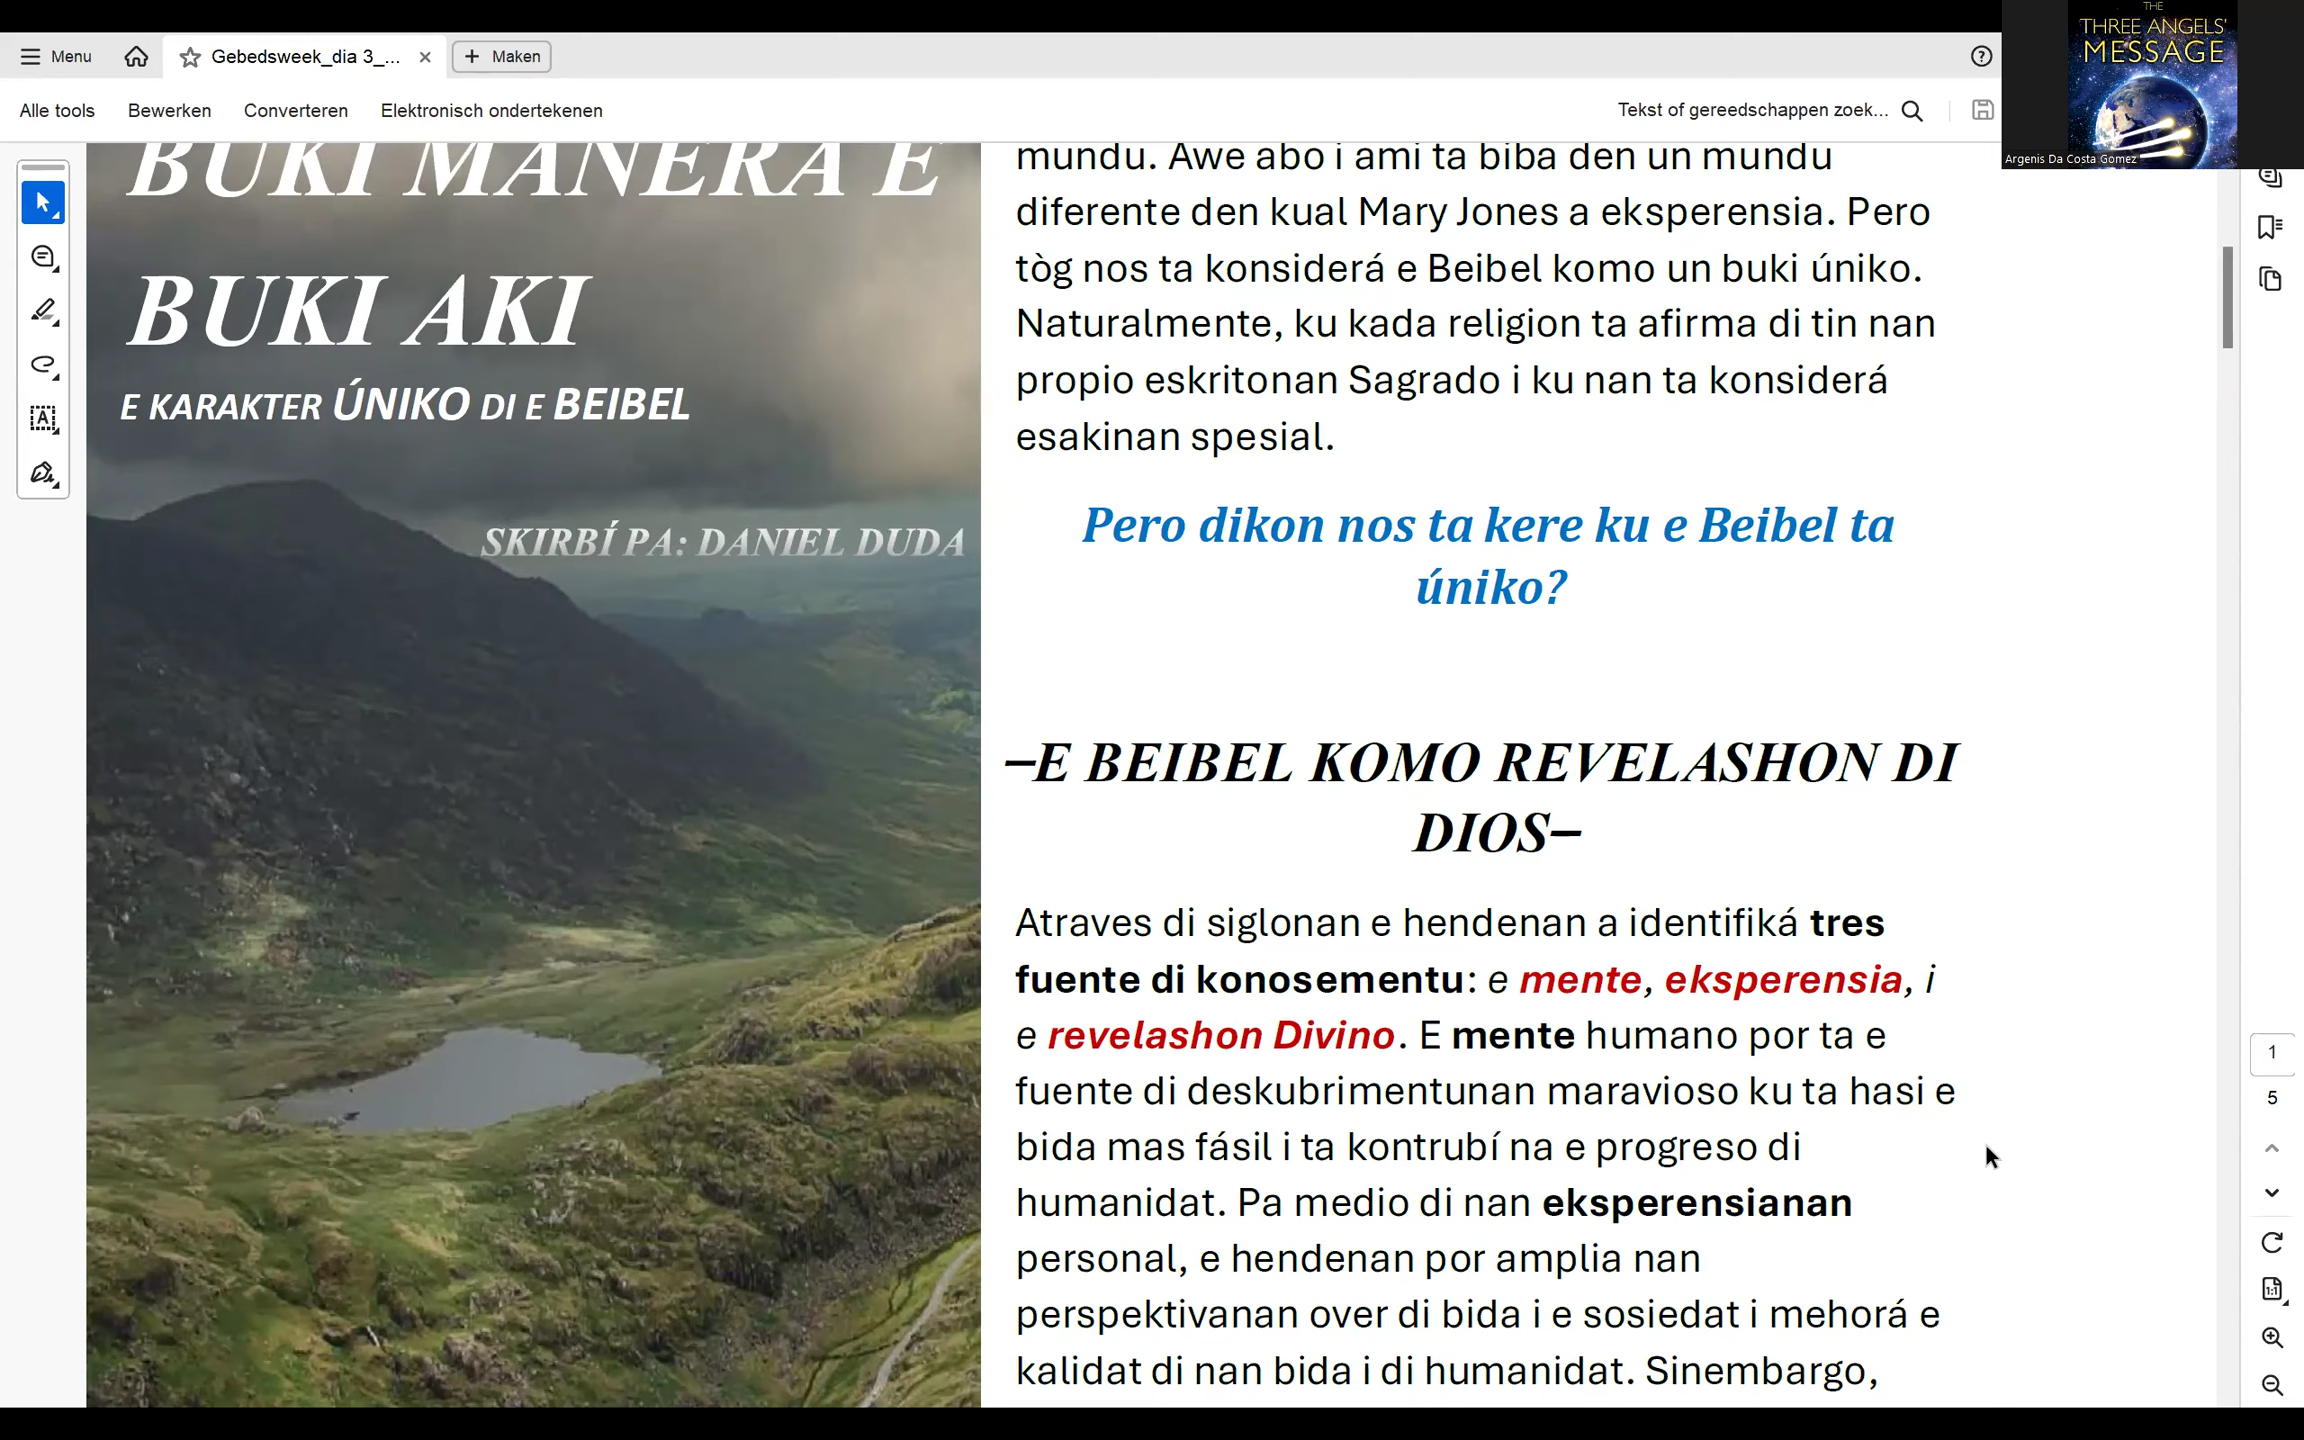 Menu
Gebedsweek_dia 3_...
Maken
Alle tools
Bewerken
Converteren
Elektronisch ondertekenen
Tekst of gereedschappen zoek...
THE
THREE ANGELS'
MESSAGE
Argenis Da Costa Gomez
BUKI MANERA E
BUKI AKI
E KARAKTER ÚNIKO DI E BEIBEL
SKIRBÍ PA: DANIEL DUDA
mundu. Awe abo i ami ta biba den un mundu
diferente den kual Mary Jones a eksperensia. Pero
tòg nos ta konsiderá e Beibel komo un buki úniko.
Naturalmente, ku kada religion ta afirma di tin nan
propio eskritonan Sagrado i ku nan ta konsiderá
esakinan spesial.
Pero dikon nos ta kere ku e Beibel ta
úniko?
–E BEIBEL KOMO REVELASHON DI
DIOS–
Atraves di siglonan e hendenan a identifiká tres
fuente di konosementu: e mente, eksperensia, i
e revelashon Divino. E mente humano por ta e
fuente di deskubrimentunan maravioso ku ta hasi e
bida mas fásil i ta kontrubí na e progreso di
humanidat. Pa medio di nan eksperensianan
personal, e hendenan por amplia nan
perspektivanan over di bida i e sosiedat i mehorá e
kalidat di nan bida i di humanidat. Sinembargo,
1
5